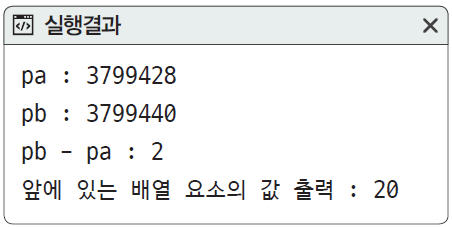 실행결과
pa : 3799428
pb : 3799440
pb - pa : 2
앞에 있는 배열 요소의 값 출력 : 20